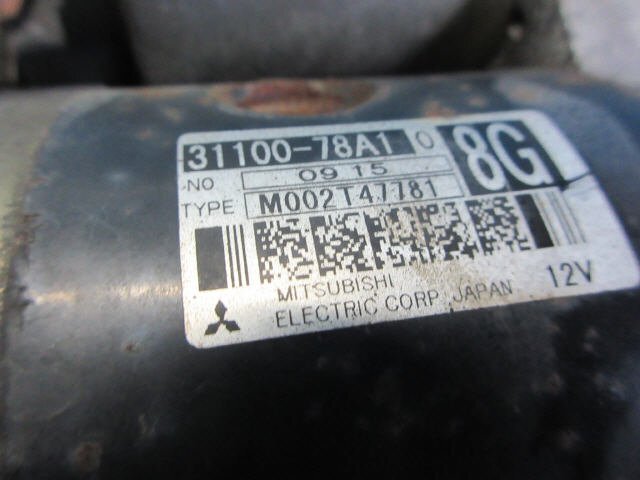 31100-78A1 0 8G
NO 09 15
TYPE M002T47781
MITSUBISHI
ELECTRIC CORP. JAPAN 12V